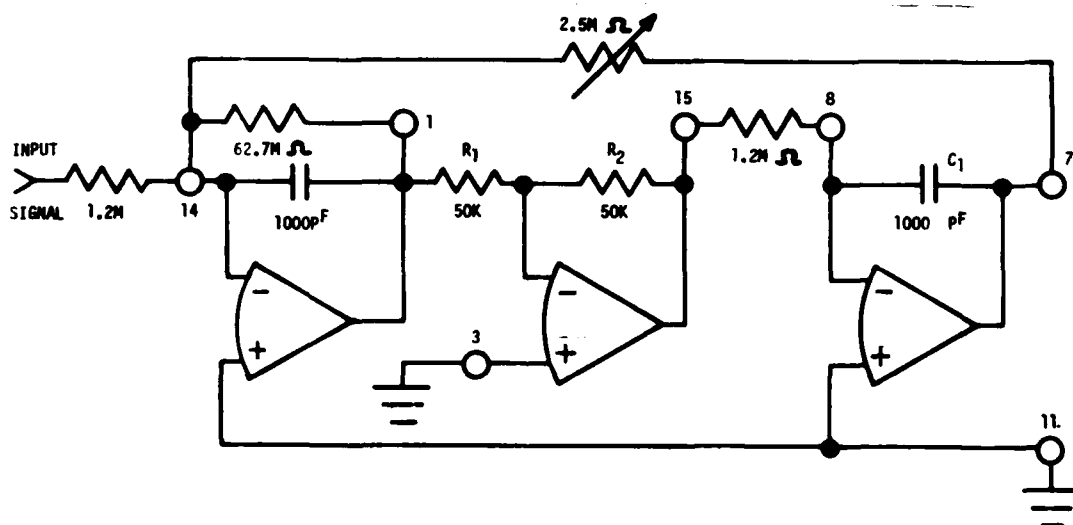 2.5M Ω
15
8
1
7
INPUT
62.7M Ω
R1
R2
1.2M Ω
C1
SIGNAL
1.2M
14
1000pF
50K
50K
1000 pF
−
−
−
3
+
+
+
11.